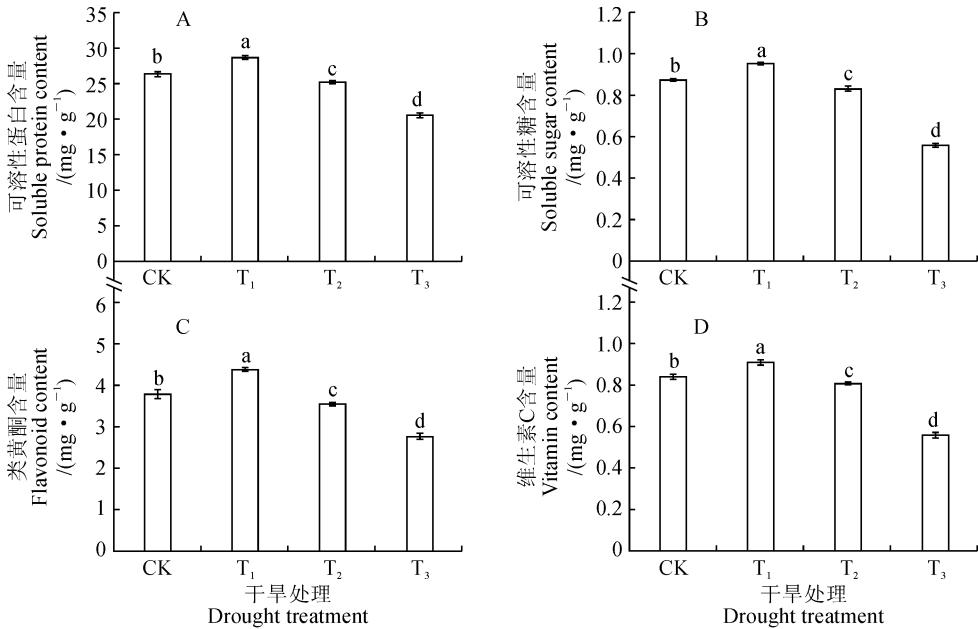 可溶性蛋白含量
Soluble protein content
/(mg•g⁻¹)
35
30
25
20
15
10
5
0
A
b
a
c
d
CK
T₁
T₂
T₃
可溶性糖含量
Soluble sugar content
/(mg•g⁻¹)
1.2
1.0
0.8
0.6
0.4
0.2
0
B
b
a
c
d
CK
T₁
T₂
T₃
类黄酮含量
Flavonoid content
/(mg•g⁻¹)
6
5
4
3
2
1
0
C
b
a
c
d
CK
T₁
T₂
T₃
干旱处理
Drought treatment
维生素C含量
Vitamin content
/(mg•g⁻¹)
1.2
1.0
0.8
0.6
0.4
0.2
0
D
b
a
c
d
CK
T₁
T₂
T₃
干旱处理
Drought treatment